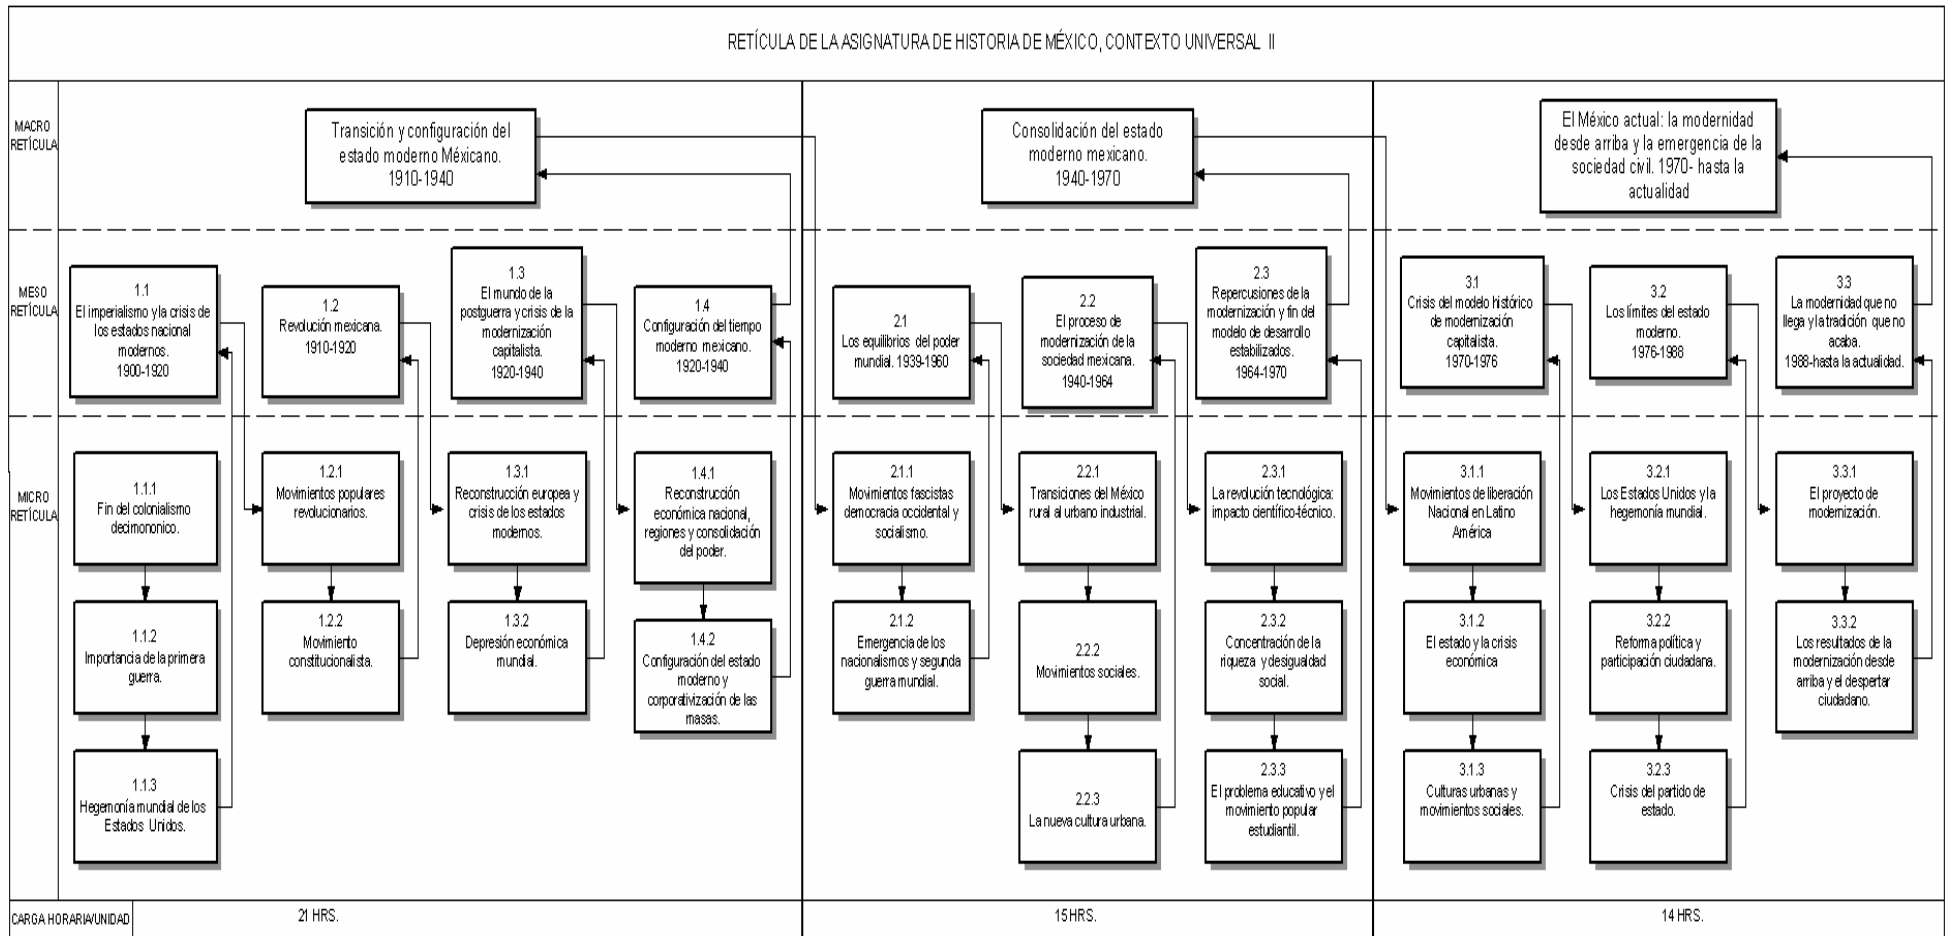 RETÍCULA DE LA ASIGNATURA DE HISTORIA DE MÉXICO, CONTEXTO UNIVERSAL II
MACRO
RETÍCULA
Transición y configuración del
estado moderno Méxicano.
1910-1940
Consolidación del estado
moderno mexicano.
1940-1970
El México actual: la modernidad
desde arriba y la emergencia de la
sociedad civil. 1970- hasta la
actualidad
MESO
RETÍCULA
1.1
El imperialismo y la crisis de
los estados nacional
modernos.
1900-1920
1.2
Revolución mexicana.
1910-1920
1.3
El mundo de la
postguerra y crisis de la
modernización
capitalista.
1920-1940
1.4
Configuración del tiempo
moderno mexicano.
1920-1940
2.1
Los equilibrios del poder
mundial. 1939-1960
2.2
El proceso de
modernización de la
sociedad mexicana.
1940-1964
2.3
Repercusiones de la
modernización y fin del
modelo de desarrollo
estabilizados.
1964-1970
3.1
Crisis del modelo histórico
de modernización
capitalista.
1970-1976
3.2
Los límites del estado
moderno.
1976-1988
3.3
La modernidad que no
llega y la tradición que no
acaba.
1988-hasta la actualidad.
MICRO
RETÍCULA
1.1.1
Fin del colonialismo
decimononico.
1.1.2
Importancia de la primera
guerra.
1.1.3
Hegemonía mundial de los
Estados Unidos.
1.2.1
Movimientos populares
revolucionarios.
1.2.2
Movimiento
constitucionalista.
1.3.1
Reconstrucción europea y
crisis de los estados
modernos.
1.3.2
Depresión económica
mundial.
1.4.1
Reconstrucción
económica nacional,
regiones y consolidación
del poder.
1.4.2
Configuración del estado
moderno y
corporativización de las
masas.
2.1.1
Movimientos fascistas
democracia occidental y
socialismo.
2.1.2
Emergencia de los
nacionalismos y segunda
guerra mundial.
2.2.1
Transiciones del México
rural al urbano industrial.
2.2.2
Movimientos sociales.
2.2.3
La nueva cultura urbana.
2.3.1
La revolución tecnológica:
impacto científico-técnico.
2.3.2
Concentración de la
riqueza y desigualdad
social.
2.3.3
El problema educativo y el
movimiento popular
estudiantil.
3.1.1
Movimientos de liberación
Nacional en Latino
América
3.1.2
El estado y la crisis
económica
3.1.3
Culturas urbanas y
movimientos sociales.
3.2.1
Los Estados Unidos y la
hegemonía mundial.
3.2.2
Reforma política y
participación ciudadana.
3.2.3
Crisis del partido de
estado.
3.3.1
El proyecto de
modernización.
3.3.2
Los resultados de la
modernización desde
arriba y el despertar
ciudadano.
CARGA HORARIA/UNIDAD
21 HRS.
15 HRS.
14 HRS.